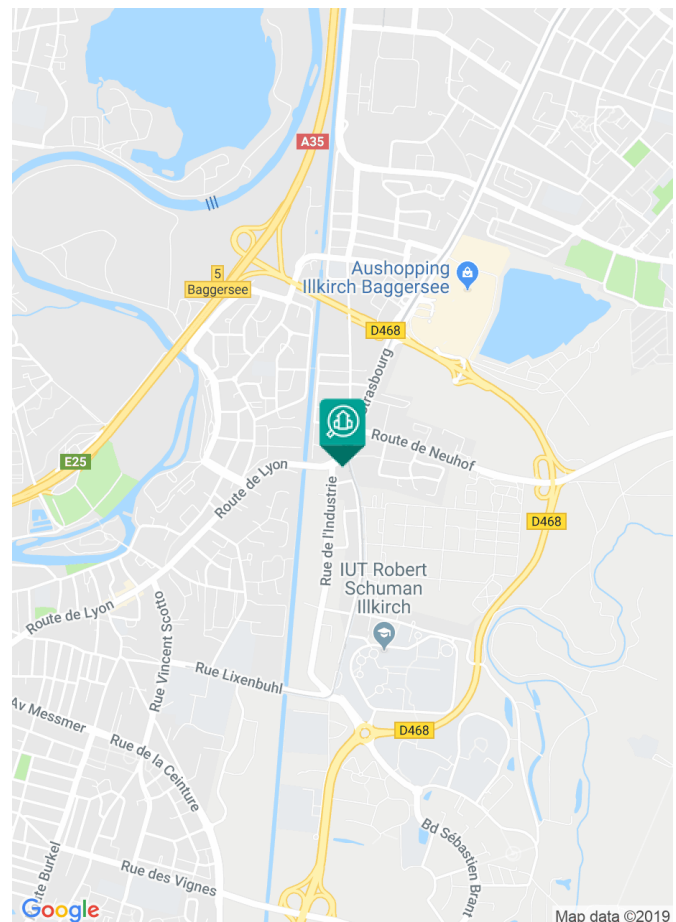 A35
Ill
5
Baggersee
Aushopping
Illkirch Baggersee
D468
Strasbourg
Route de Neuhof
E25
Route de Lyon
Rue de l'Industrie
D468
IUT Robert
Schuman
Illkirch
Route de Lyon
Rue Vincent Scotto
Rue Lixenbuhl
Av Messmer
D468
Rue de la Ceinture
Bd Sébastien Brant
Rue des Vignes
Burkel
Google
Map data ©2019